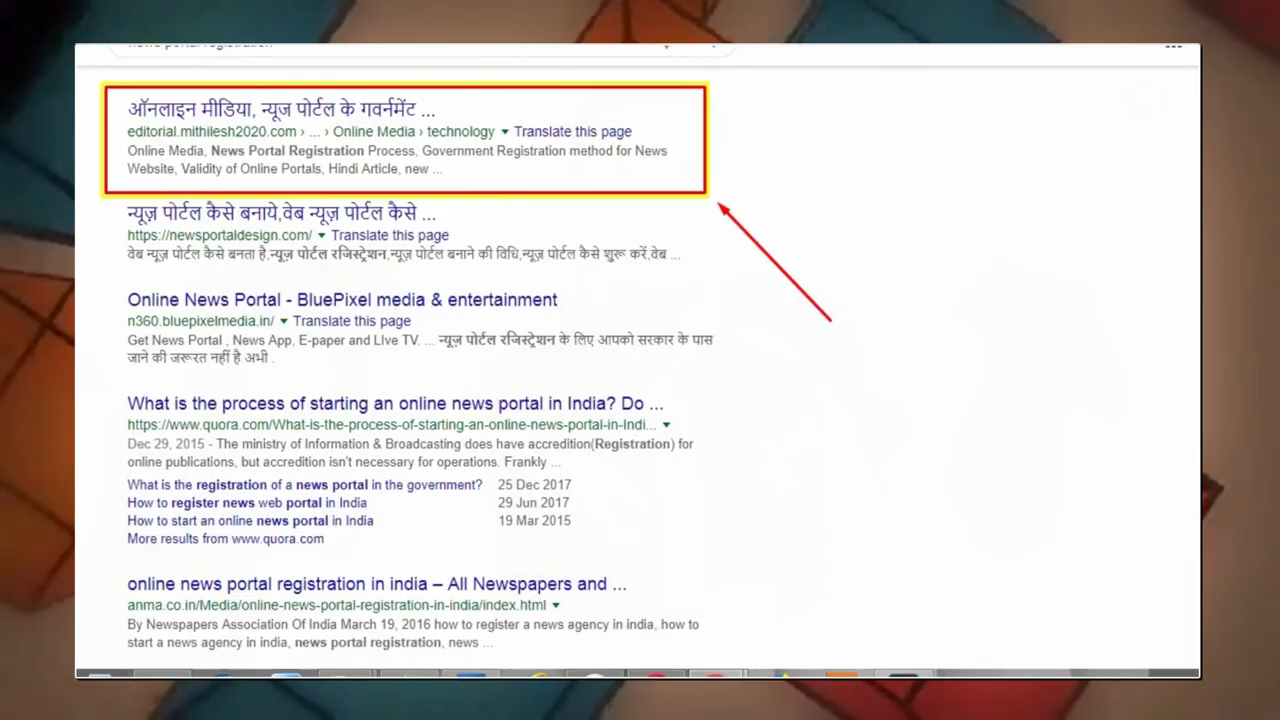 news portal registration
ऑनलाइन मीडिया, न्यूज पोर्टल के गवर्नमेंट ...
editorial.mithilesh2020.com › ... › Online Media › technology ▼ Translate this page
Online Media, News Portal Registration Process, Government Registration method for News
Website, Validity of Online Portals, Hindi Article, new ...
न्यूज़ पोर्टल कैसे बनाये,वेब न्यूज़ पोर्टल कैसे ...
https://newsportaldesign.com/ ▼ Translate this page
वेब न्यूज़ पोर्टल कैसे बनता है,न्यूज़ पोर्टल रजिस्ट्रेशन,न्यूज़ पोर्टल बनाने की विधि,न्यूज़ पोर्टल कैसे शुरू करें,वेब ...
Online News Portal - BluePixel media & entertainment
n360.bluepixelmedia.in/ ▼ Translate this page
Get News Portal , News App, E-paper and LIve TV. ... न्यूज़ पोर्टल रजिस्ट्रेशन के लिए आपको सरकार के पास
जाने की जरूरत नहीं है अभी .
What is the process of starting an online news portal in India? Do ...
https://www.quora.com/What-is-the-process-of-starting-an-online-news-portal-in-Indi... ▼
Dec 29, 2015 - The ministry of Information & Broadcasting does have accredition(Registration) for
online publications, but accredition isn't necessary for operations. Frankly ...
What is the registration of a news portal in the government? 25 Dec 2017
How to register news web portal in India 29 Jun 2017
How to start an online news portal in India 19 Mar 2015
More results from www.quora.com
online news portal registration in india – All Newspapers and ...
anma.co.in/Media/online-news-portal-registration-in-india/index.html ▼
By Newspapers Association Of India March 19, 2016 how to register a news agency in india, how to
start a news agency in india, news portal registration, news ...